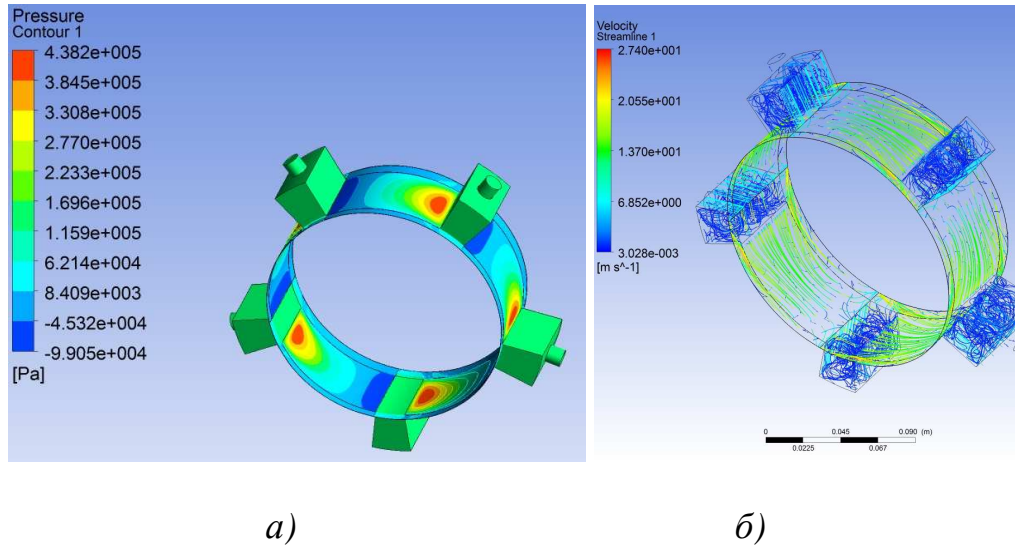 Pressure
Contour 1
4.382e+005
3.845e+005
3.308e+005
2.770e+005
2.233e+005
1.696e+005
1.159e+005
6.214e+004
8.409e+003
-4.532e+004
-9.905e+004
[Pa]
Velocity
Streamline 1
2.740e+001
2.055e+001
1.370e+001
6.852e+000
3.028e-003
[m s^-1]
0 0.045 0.090 (m)
0.0225 0.067
а) б)